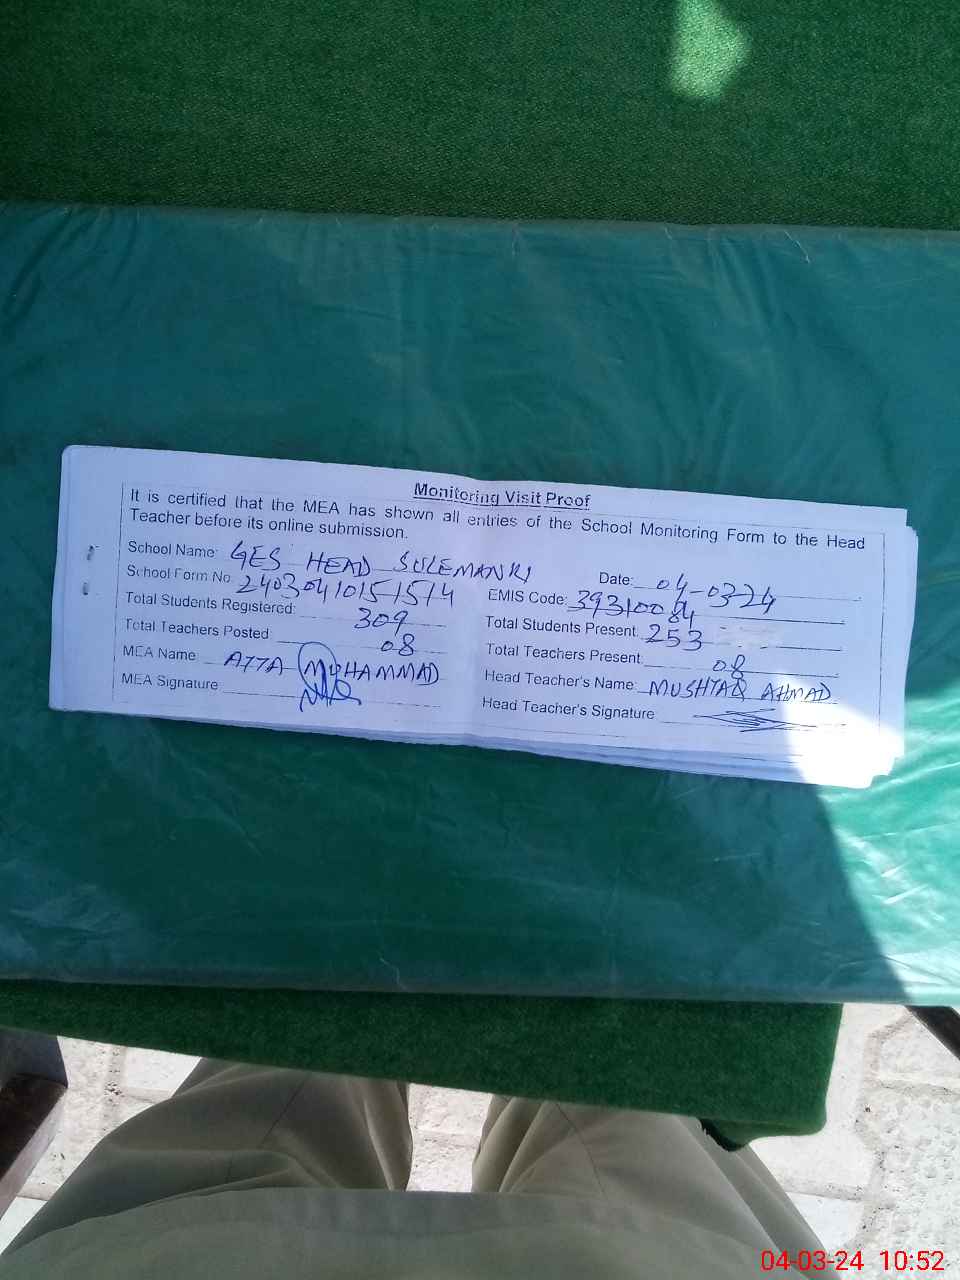 Monitoring Visit Proof
It is certified that the MEA has shown all entries of the School Monitoring Form to the Head
Teacher before its online submission.
School Name: GES HEAD SULEMANKI
Date: 04-03-24
School Form No. 24030410151514
EMIS Code: 39310084
Total Students Registered: 309
Total Students Present: 253
Total Teachers Posted: 08
Total Teachers Present: 08
MEA Name: ATTA MUHAMMAD
Head Teacher's Name: MUSHTAQ AHMAD
MEA Signature
Head Teacher's Signature
04-03-24 10:52